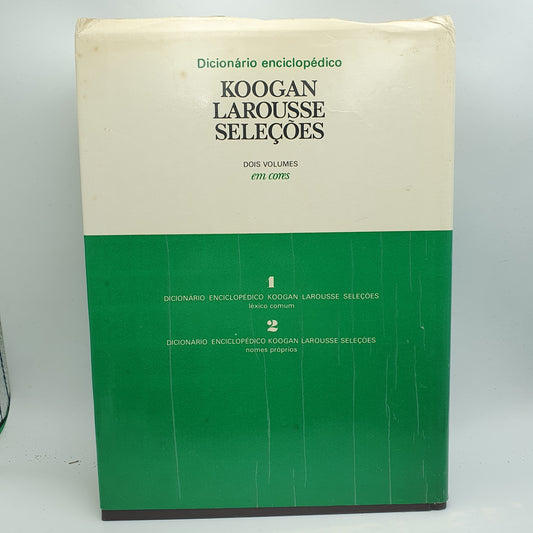 Dicionário enciclopédico
KOOGAN
LAROUSSE
SELEÇÕES
DOIS VOLUMES
em cores
1
DICIONÁRIO ENCICLOPÉDICO KOOGAN LAROUSSE SELEÇÕES
léxico comum
2
DICIONÁRIO ENCICLOPÉDICO KOOGAN LAROUSSE SELEÇÕES
nomes próprios